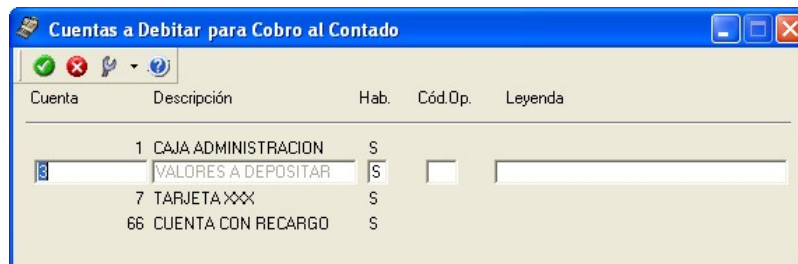 Cuentas a Debitar para Cobro al Contado
Cuenta Descripción Hab. Cód.Op. Leyenda
1 CAJA ADMINISTRACION S
3 VALORES A DEPOSITAR S
7 TARJETA XXX S
66 CUENTA CON RECARGO S